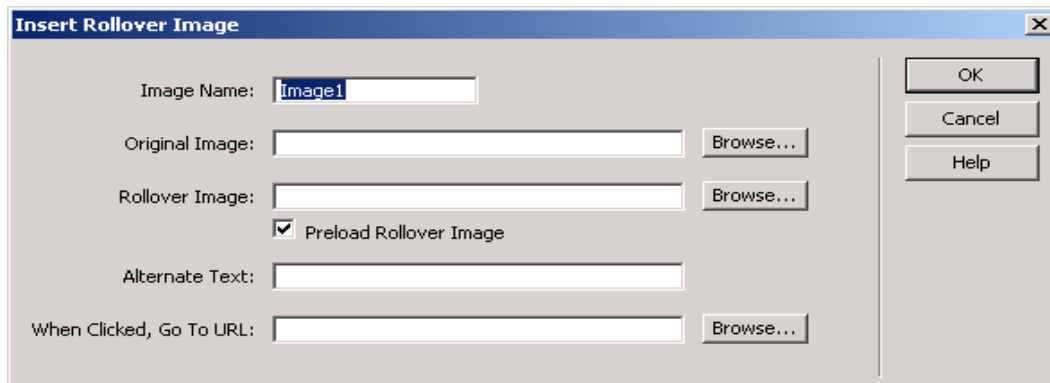 Insert Rollover Image
Image Name: Image1
OK
Cancel
Original Image: Browse...
Help
Rollover Image: Browse...
Preload Rollover Image
Alternate Text:
When Clicked, Go To URL: Browse...